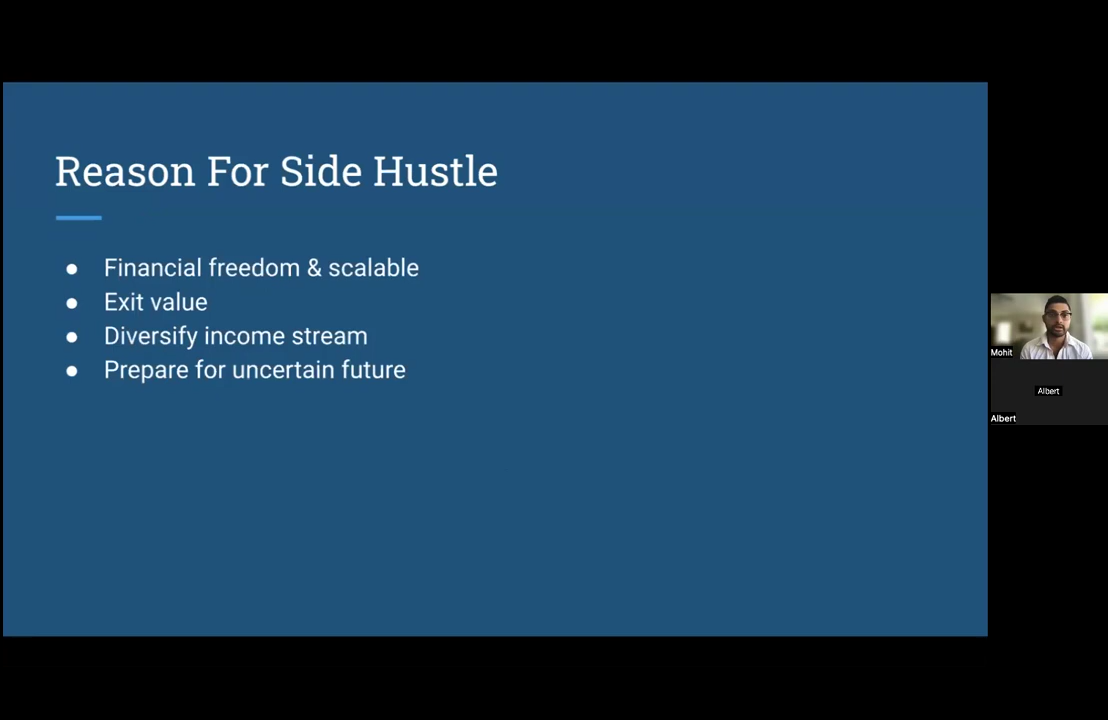 Reason For Side Hustle
● Financial freedom & scalable
● Exit value
● Diversify income stream
● Prepare for uncertain future
Mohit
Albert
Albert